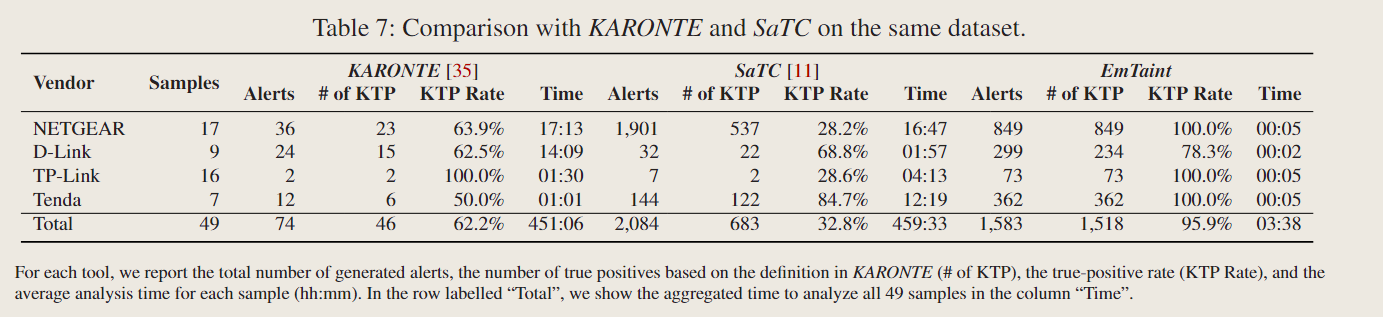 Table 7: Comparison with KARONTE and SaTC on the same dataset.
Vendor Samples KARONTE [35] SaTC [11] EmTaint
Alerts # of KTP KTP Rate Time Alerts # of KTP KTP Rate Time Alerts # of KTP KTP Rate Time
NETGEAR 17 36 23 63.9% 17:13 1,901 537 28.2% 16:47 849 849 100.0% 00:05
D-Link 9 24 15 62.5% 14:09 32 22 68.8% 01:57 299 234 78.3% 00:02
TP-Link 16 2 2 100.0% 01:30 7 2 28.6% 04:13 73 73 100.0% 00:05
Tenda 7 12 6 50.0% 01:01 144 122 84.7% 12:19 362 362 100.0% 00:05
Total 49 74 46 62.2% 451:06 2,084 683 32.8% 459:33 1,583 1,518 95.9% 03:38
For each tool, we report the total number of generated alerts, the number of true positives based on the definition in KARONTE (# of KTP), the true-positive rate (KTP Rate), and the
average analysis time for each sample (hh:mm). In the row labelled “Total”, we show the aggregated time to analyze all 49 samples in the column “Time”.